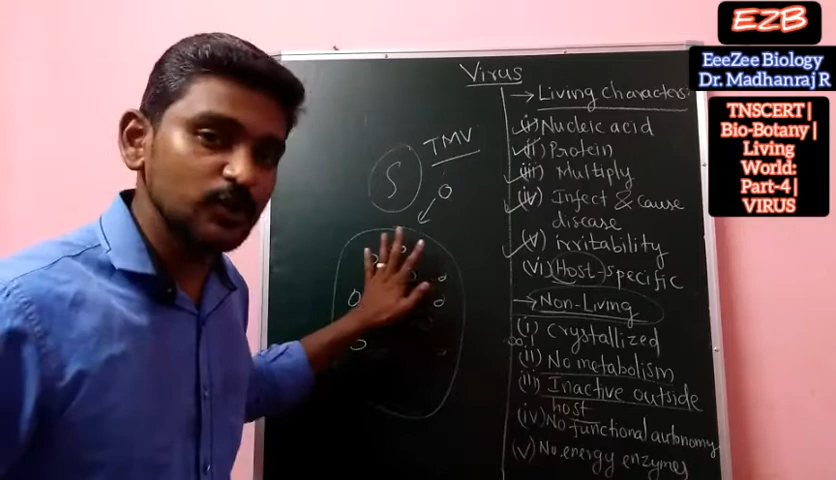 EZB
EeeZee Biology
Dr. Madhanraj R
TNSCERT|
Bio-Botany|
Living
World:
Part-4|
VIRUS
Virus
→ Living characters:
(i) Nucleic acid
(ii) Protein
(iii) Multiply
(iv) Infect & cause
disease
(v) irritability
(vi) Host-specific
→ Non-Living
(i) Crystallized
(ii) No metabolism
(iii) Inactive outside
host
(iv) No functional autonomy
(v) No energy enzymes
TMV
S